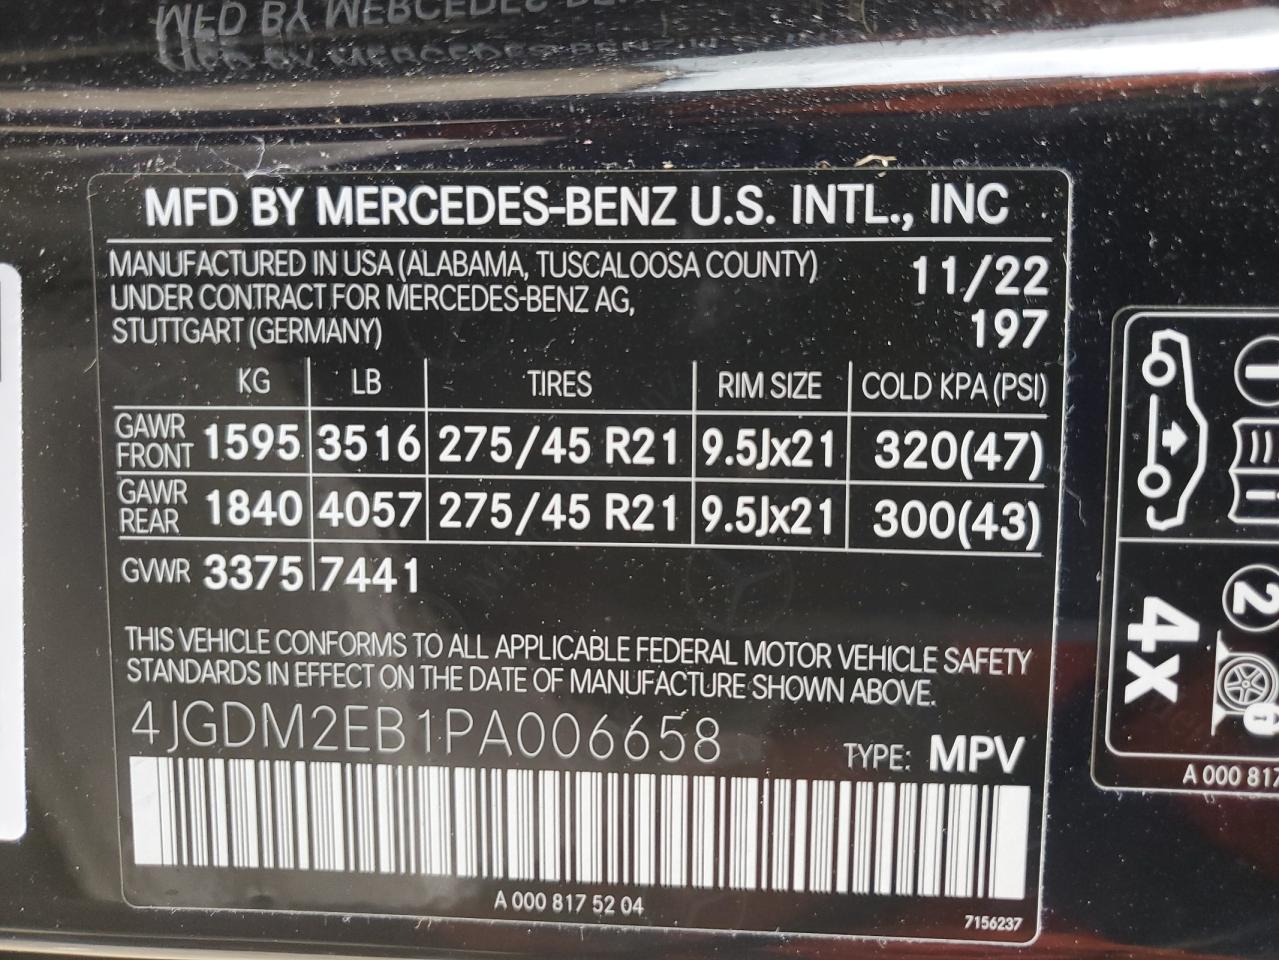 MFD BY MERCEDES-BENZ U.S. INTL., INC
MANUFACTURED IN USA (ALABAMA, TUSCALOOSA COUNTY) 11/22
UNDER CONTRACT FOR MERCEDES-BENZ AG,
STUTTGART (GERMANY) 197
KG LB TIRES RIM SIZE COLD KPA (PSI)
GAWR FRONT 1595 3516 275/45 R21 9.5Jx21 320(47)
GAWR REAR 1840 4057 275/45 R21 9.5Jx21 300(43)
GVWR 3375 7441
THIS VEHICLE CONFORMS TO ALL APPLICABLE FEDERAL MOTOR VEHICLE SAFETY
STANDARDS IN EFFECT ON THE DATE OF MANUFACTURE SHOWN ABOVE.
4JGDM2EB1PA006658 TYPE: MPV
A 000 817 52 04
7156237
1
2
4x
A 000 817